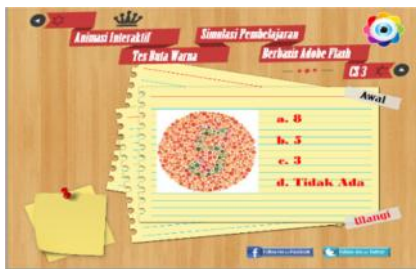 Animasi Interaktif
Simulasi Pembelajaran
Tes Buta Warna
Berbasis Adobe Flash
CS 3
Awal
a. 8
b. 5
c. 3
d. Tidak Ada
Ulangi